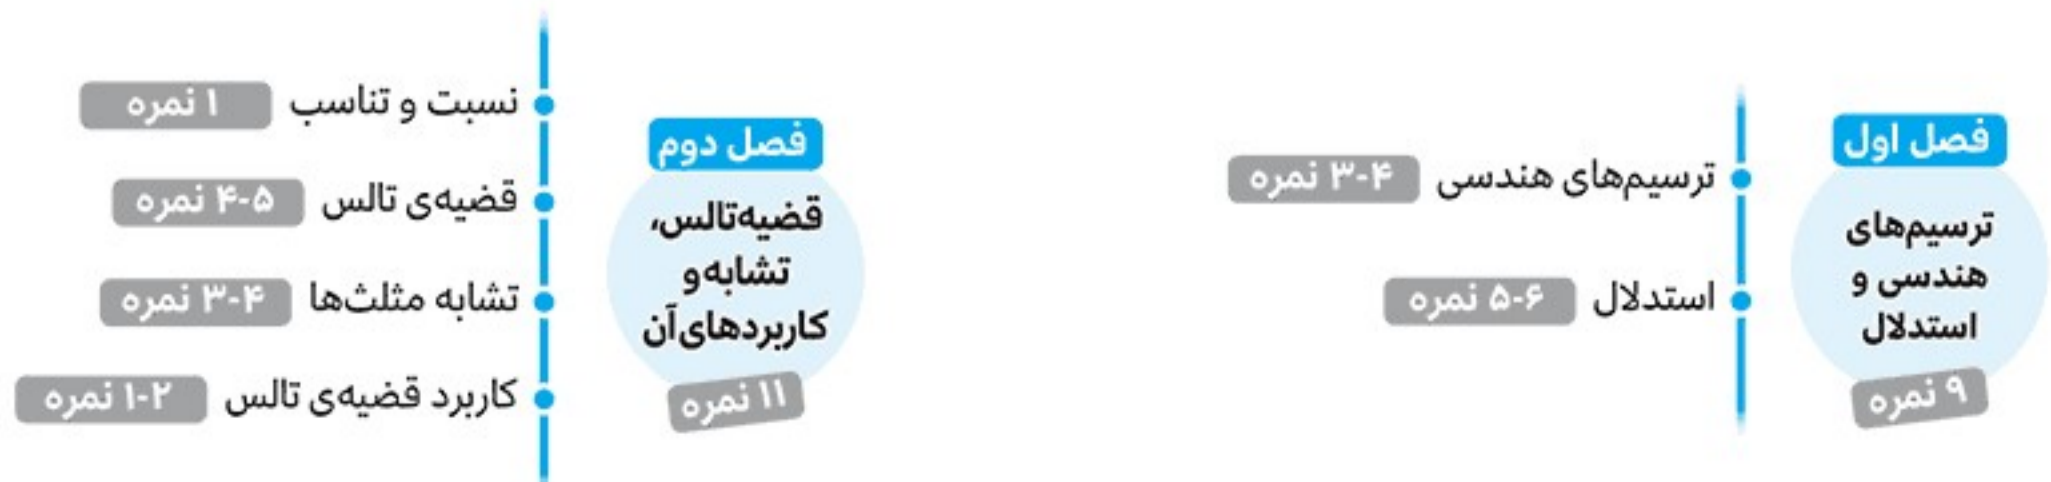 فصل اول
ترسیم‌های
هندسی و
استدلال
۹ نمره
ترسیم‌های هندسی ۳-۴ نمره
استدلال ۵-۶ نمره
فصل دوم
قضیه‌تالس،
تشابه و
کاربردهای‌آن
۱۱ نمره
نسبت و تناسب ۱ نمره
قضیه‌ی تالس ۴-۵ نمره
تشابه مثلث‌ها ۳-۴ نمره
کاربرد قضیه‌ی تالس ۱-۲ نمره